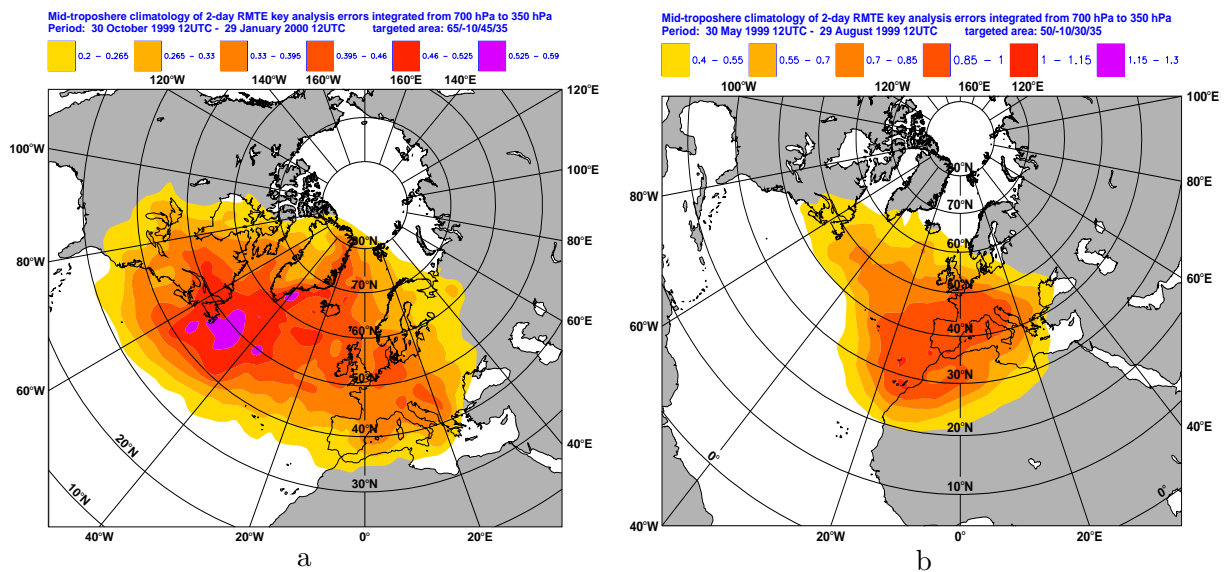 Mid-troposhere climatology of 2-day RMTE key analysis errors integrated from 700 hPa to 350 hPa
Period: 30 October 1999 12UTC - 29 January 2000 12UTC targeted area: 65/-10/45/35
0.2 - 0.265 0.265 - 0.33 0.33 - 0.395 0.395 - 0.46 0.46 - 0.525 0.525 - 0.59
120°W 140°W 160°W 160°E 140°E
120°E
100°W
100°E
80°N
80°E
80°W
70°N
60°E
60°N
50°N
60°W
40°N
20°N
40°E
30°N
10°N
40°W 20°W 0° 20°E
a
Mid-troposhere climatology of 2-day RMTE key analysis errors integrated from 700 hPa to 350 hPa
Period: 30 May 1999 12UTC - 29 August 1999 12UTC targeted area: 50/-10/30/35
0.4 - 0.55 0.55 - 0.7 0.7 - 0.85 0.85 - 1 1 - 1.15 1.15 - 1.3
100°W 120°W 160°E 120°E
100°E
80°N
80°E
80°W
70°N
60°N
60°E
50°N
60°W
40°N
30°N
40°E
20°N
0°
10°N
0°
40°W
20°W 0° 20°E
b